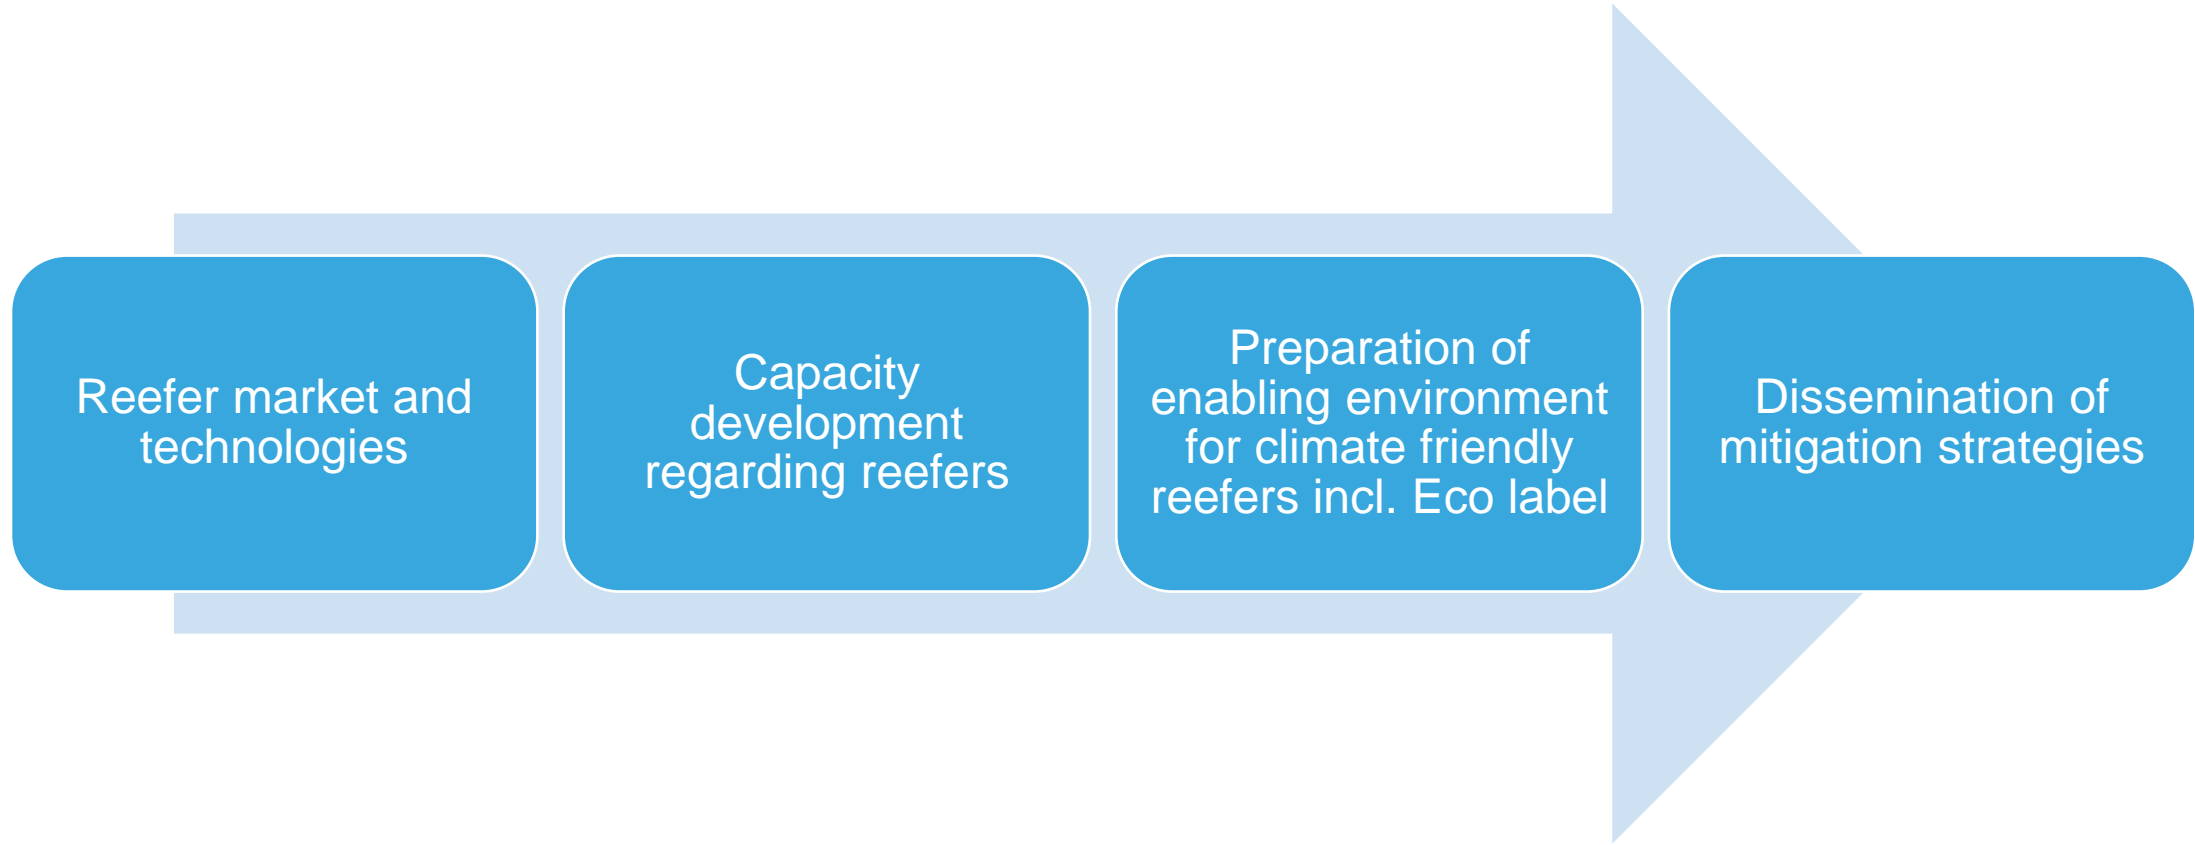 Reefer market and
technologies
Capacity
development
regarding reefers
Preparation of
enabling environment
for climate friendly
reefers incl. Eco label
Dissemination of
mitigation strategies